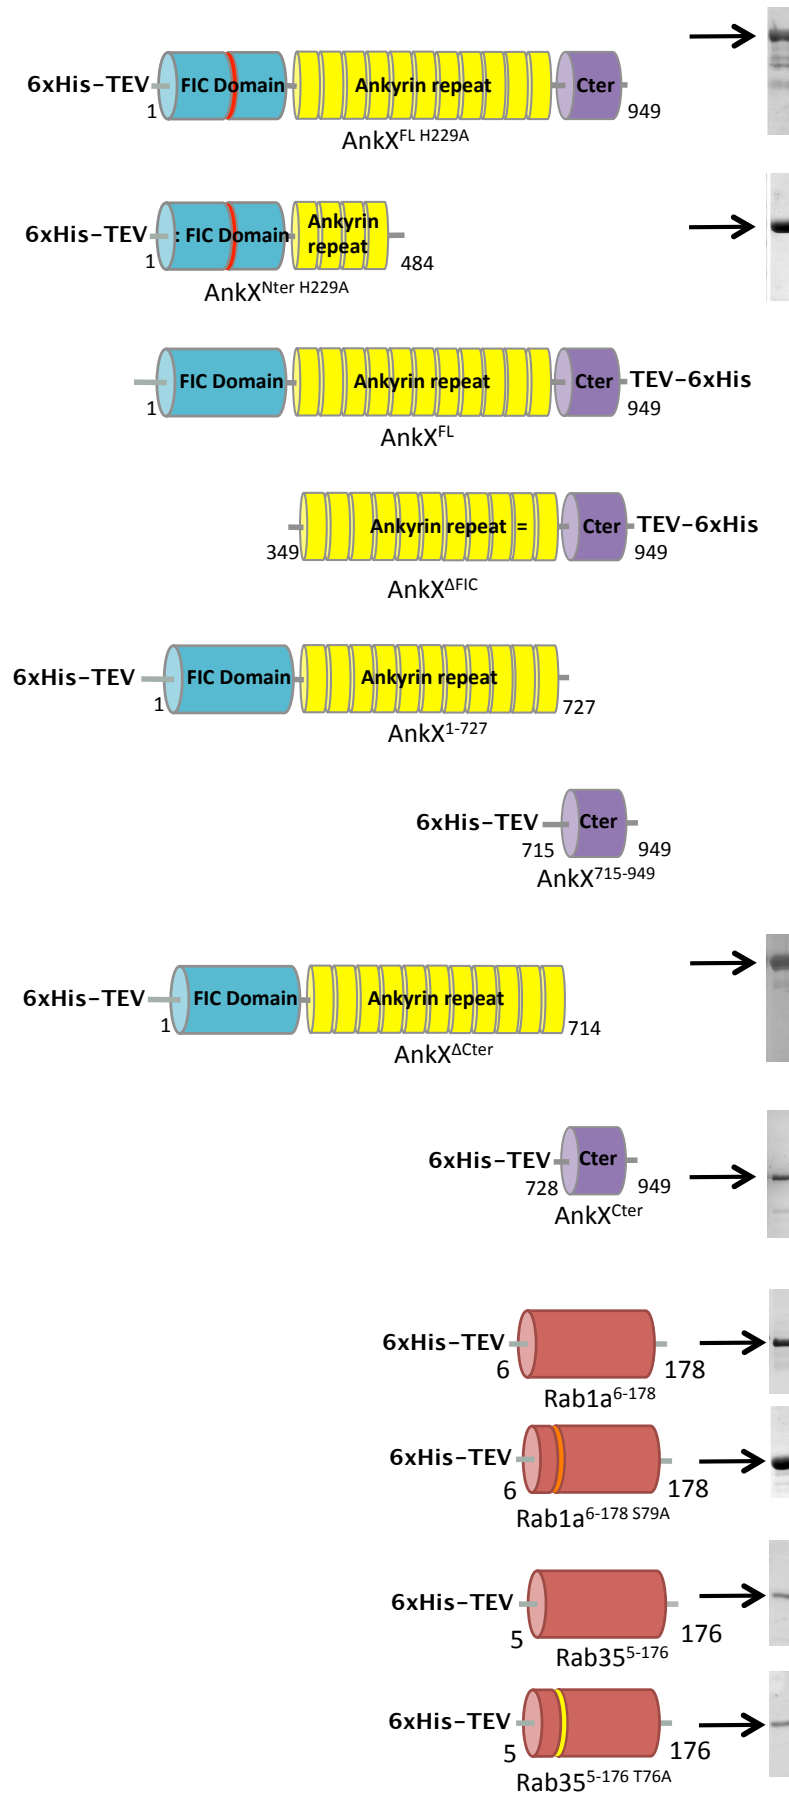 6xHis-TEV FIC Domain Ankyrin repeat Cter
1 949
AnkX^FL H229A
6xHis-TEV : FIC Domain Ankyrin
repeat
1 484
AnkX^Nter H229A
FIC Domain Ankyrin repeat Cter TEV-6xHis
1 949
AnkX^FL
Ankyrin repeat = Cter TEV-6xHis
349 949
AnkX^ΔFIC
6xHis-TEV FIC Domain Ankyrin repeat
1 727
AnkX^1-727
6xHis-TEV Cter
715 949
AnkX^715-949
6xHis-TEV FIC Domain Ankyrin repeat
1 714
AnkX^ΔCter
6xHis-TEV Cter
728 949
AnkX^Cter
6xHis-TEV
6 178
Rab1a^6-178
6xHis-TEV
6 178
Rab1a^6-178 S79A
6xHis-TEV
5 176
Rab35^5-176
6xHis-TEV
5 176
Rab35^5-176 T76A